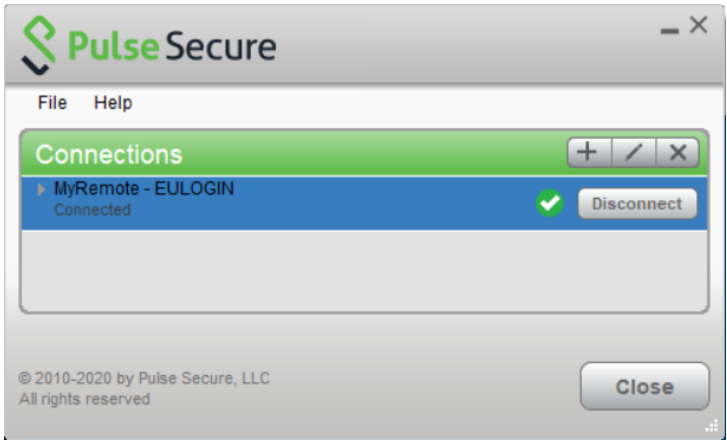 Pulse Secure
File Help
Connections
MyRemote - EULOGIN
Connected
Disconnect
© 2010-2020 by Pulse Secure, LLC
All rights reserved
Close